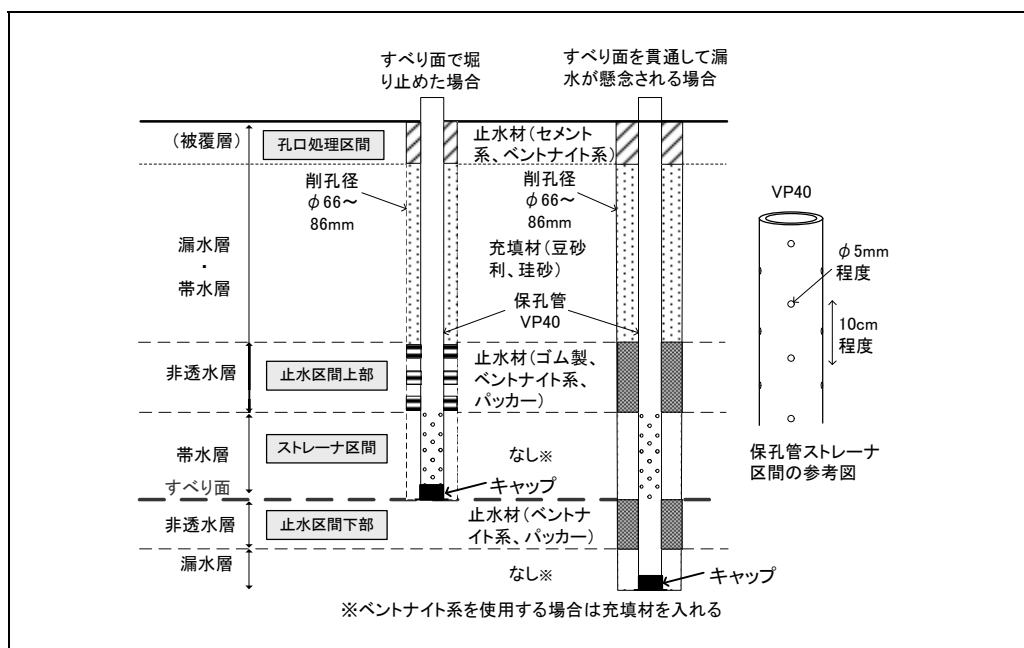 すべり面で堀
り止めた場合
すべり面を貫通して漏
水が懸念される場合
(被覆層)
孔口処理区間
止水材(セメント
系、ベントナイト系)
削孔径
φ66~
86mm
削孔径
φ66~
86mm
漏水層
・
帯水層
充填材(豆砂
利、珪砂)
保孔管
VP40
VP40
φ5mm
程度
10cm
程度
保孔管ストレーナ
区間の参考図
非透水層
止水区間上部
止水材(ゴム製、
ベントナイト系、
パッカー)
帯水層
ストレーナ区間
なし※
すべり面
キャップ
非透水層
止水区間下部
止水材(ベントナ
イト系、パッカー)
漏水層
なし※
キャップ
※ベントナイト系を使用する場合は充填材を入れる